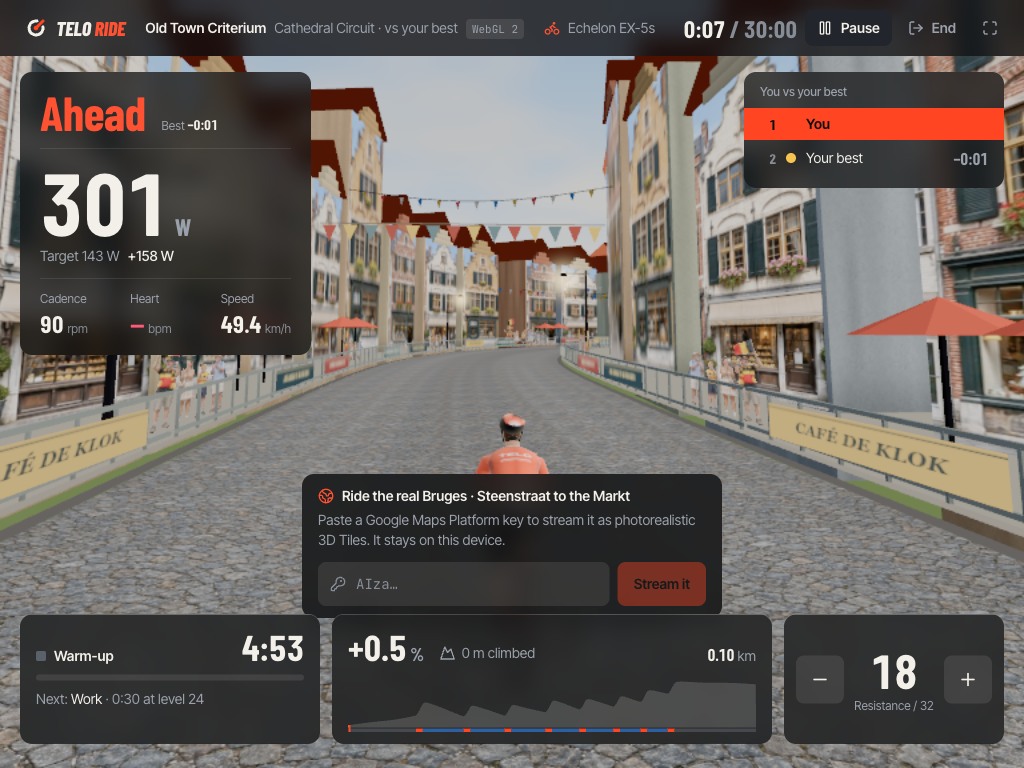 TELO RIDE
Old Town Criterium Cathedral Circuit · vs your best WebGL 2 Echelon EX-5s 0:07 / 30:00 Pause End
Ahead Best −0:01
301 W
Target 143 W +158 W
Cadence Heart Speed
90 rpm — bpm 49.4 km/h
You vs your best
1 You
2 Your best −0:01
FÉ DE KLOK
CAFÉ DE KLOK
TELO
Ride the real Bruges · Steenstraat to the Markt
Paste a Google Maps Platform key to stream it as photorealistic
3D Tiles. It stays on this device.
AIza… Stream it
Warm-up 4:53
Next: Work · 0:30 at level 24
+0.5 % 0 m climbed 0.10 km
− 18 +
Resistance / 32